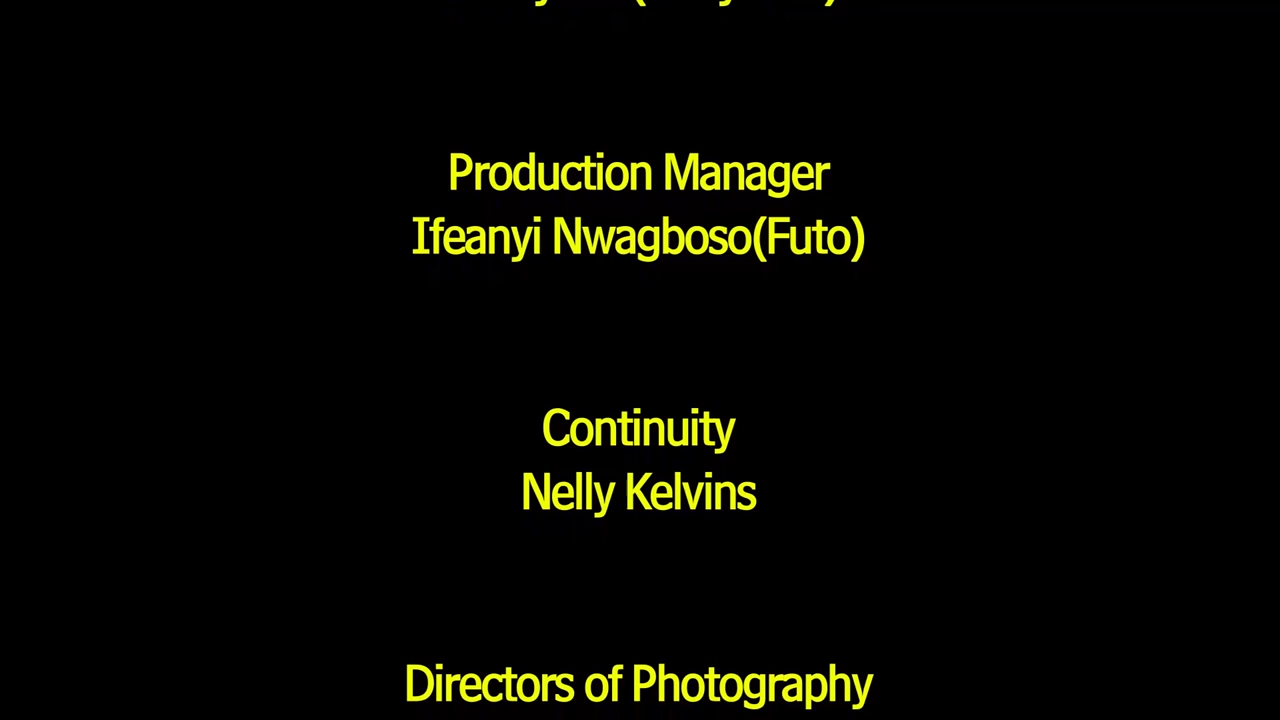 Production Manager
Ifeanyi Nwagboso(Futo)
Continuity
Nelly Kelvins
Directors of Photography